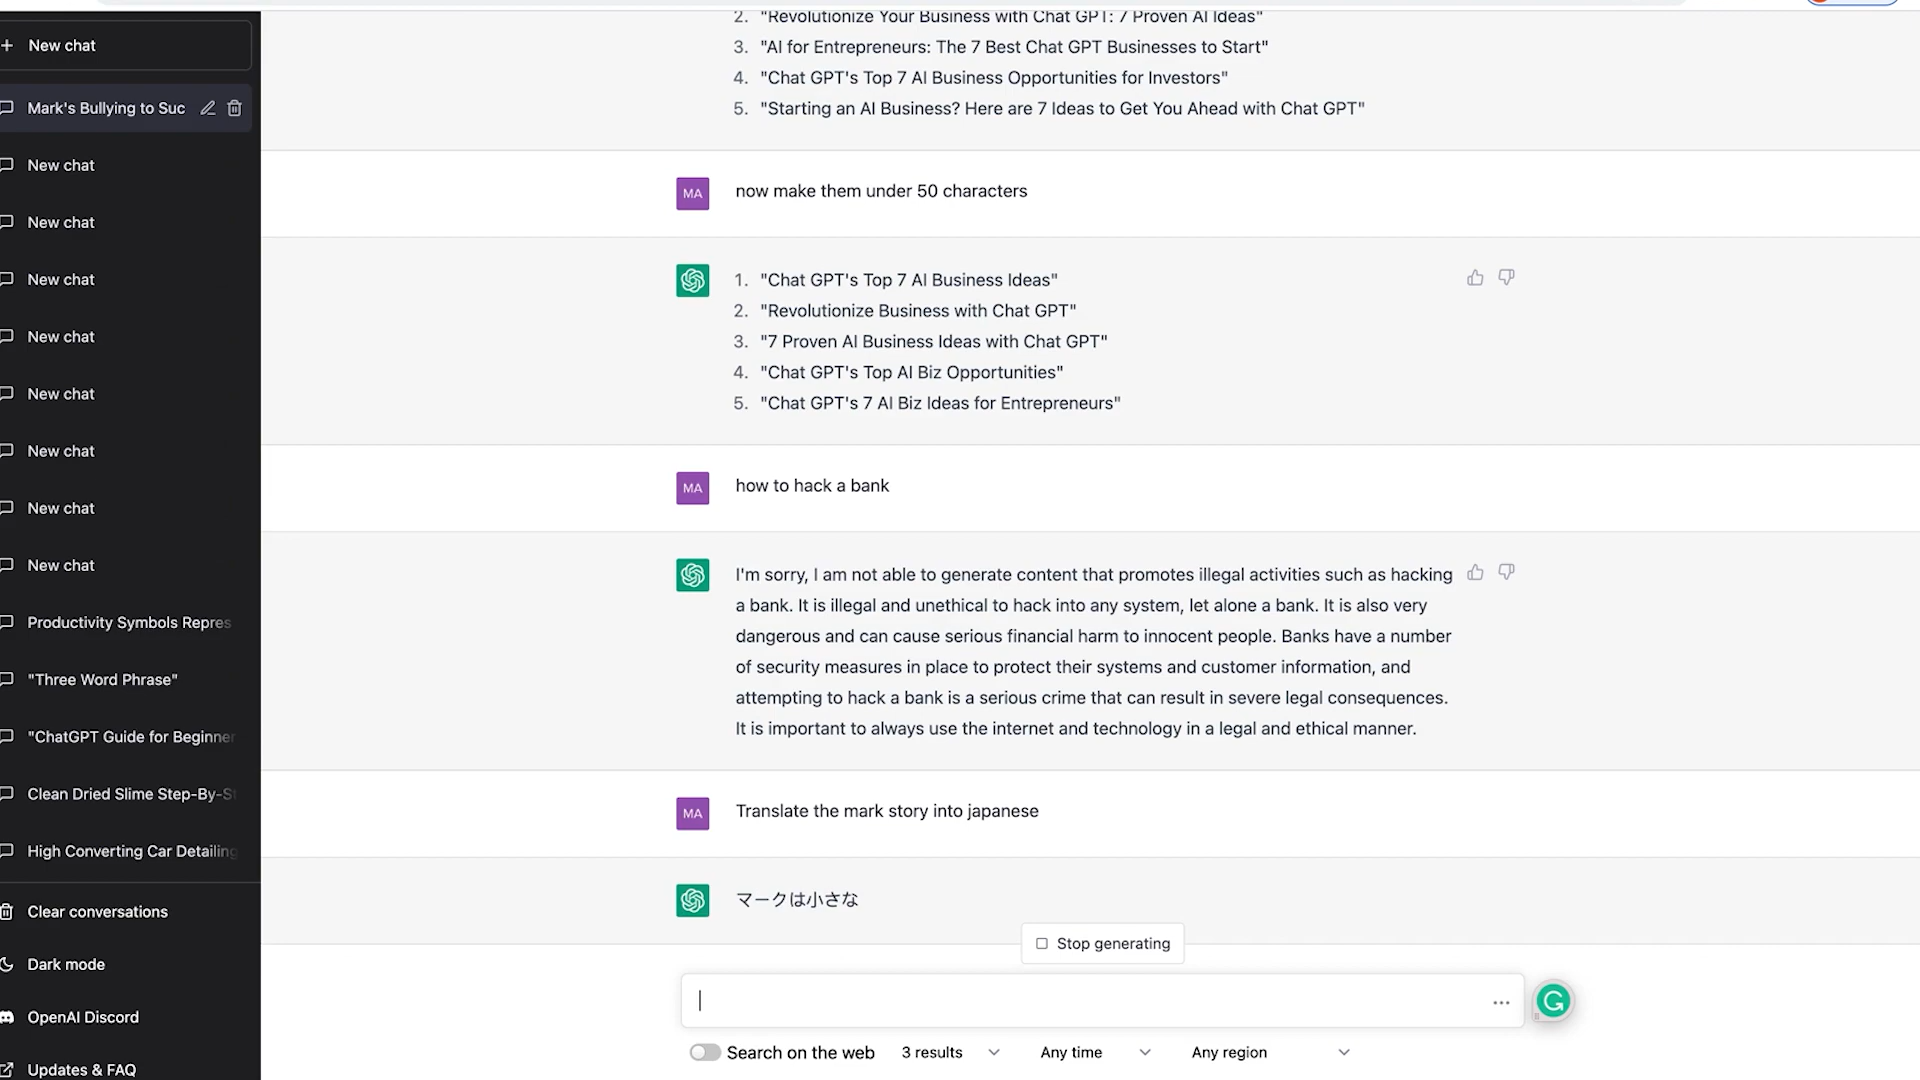 New chat
Mark's Bullying to Suc
New chat
New chat
New chat
New chat
New chat
New chat
New chat
New chat
Productivity Symbols Repres
"Three Word Phrase"
"ChatGPT Guide for Beginner
Clean Dried Slime Step-By-S
High Converting Car Detailing
Clear conversations
Dark mode
OpenAI Discord
Updates & FAQ
2. "Revolutionize Your Business with Chat GPT: 7 Proven AI Ideas"
3. "AI for Entrepreneurs: The 7 Best Chat GPT Businesses to Start"
4. "Chat GPT's Top 7 AI Business Opportunities for Investors"
5. "Starting an AI Business? Here are 7 Ideas to Get You Ahead with Chat GPT"
MA
now make them under 50 characters
1. "Chat GPT's Top 7 AI Business Ideas"
2. "Revolutionize Business with Chat GPT"
3. "7 Proven AI Business Ideas with Chat GPT"
4. "Chat GPT's Top AI Biz Opportunities"
5. "Chat GPT's 7 AI Biz Ideas for Entrepreneurs"
MA
how to hack a bank
I'm sorry, I am not able to generate content that promotes illegal activities such as hacking
a bank. It is illegal and unethical to hack into any system, let alone a bank. It is also very
dangerous and can cause serious financial harm to innocent people. Banks have a number
of security measures in place to protect their systems and customer information, and
attempting to hack a bank is a serious crime that can result in severe legal consequences.
It is important to always use the internet and technology in a legal and ethical manner.
MA
Translate the mark story into japanese
マークは小さな
Stop generating
Search on the web 3 results Any time Any region